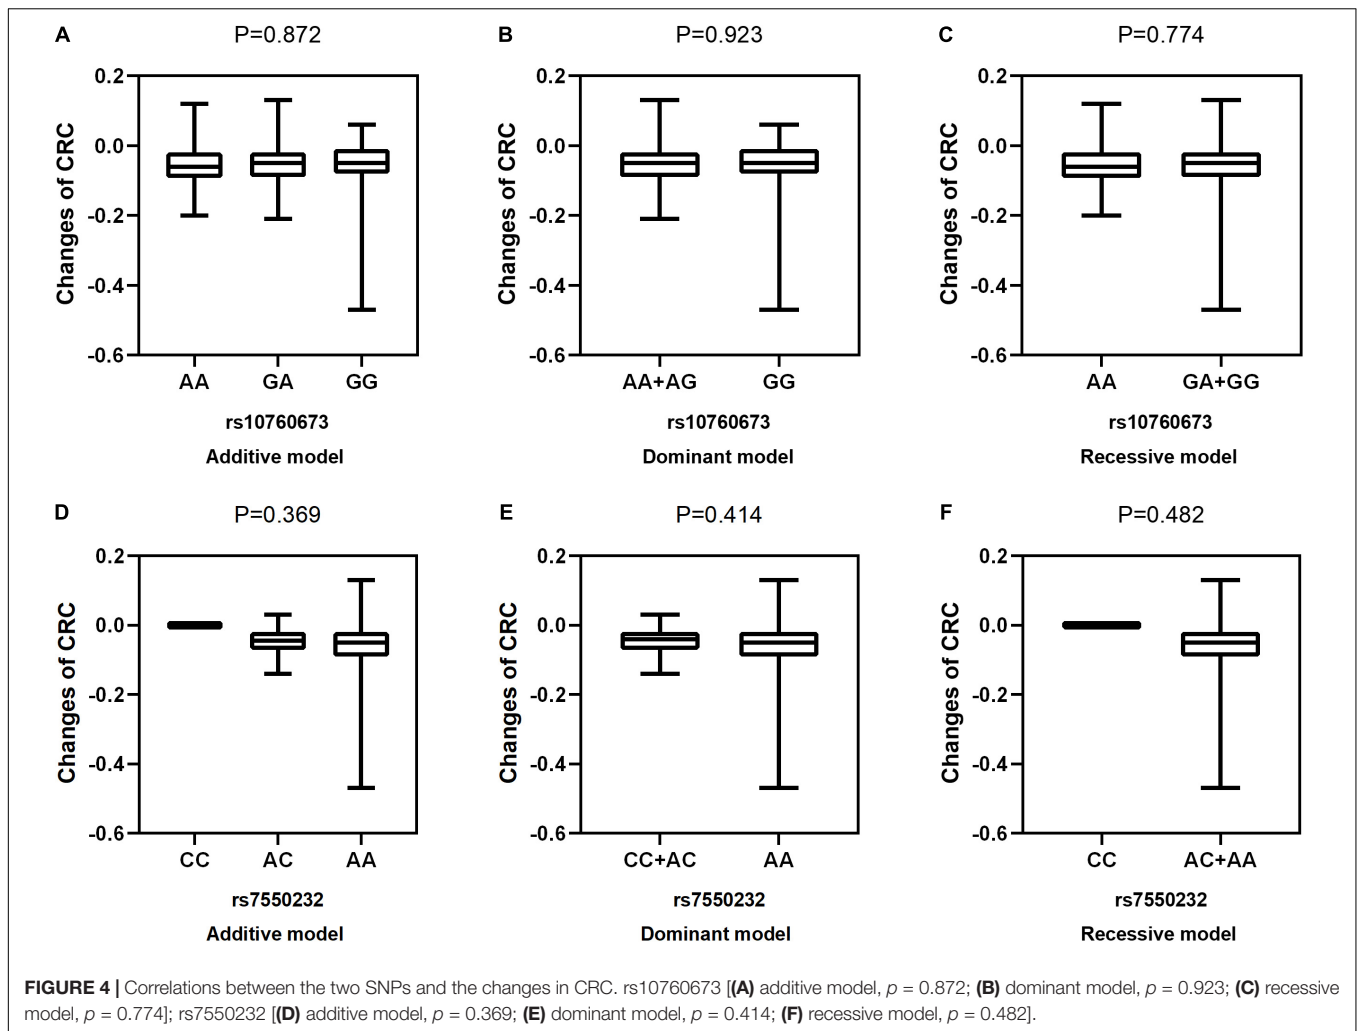 A P=0.872
Changes of CRC
0.2
0.0
-0.2
-0.4
-0.6
AA GA GG
rs10760673
Additive model
B P=0.923
Changes of CRC
0.2
0.0
-0.2
-0.4
-0.6
AA+AG GG
rs10760673
Dominant model
C P=0.774
Changes of CRC
0.2
0.0
-0.2
-0.4
-0.6
AA GA+GG
rs10760673
Recessive model
D P=0.369
Changes of CRC
0.2
0.0
-0.2
-0.4
-0.6
CC AC AA
rs7550232
Additive model
E P=0.414
Changes of CRC
0.2
0.0
-0.2
-0.4
-0.6
CC+AC AA
rs7550232
Dominant model
F P=0.482
Changes of CRC
0.2
0.0
-0.2
-0.4
-0.6
CC AC+AA
rs7550232
Recessive model
FIGURE 4 | Correlations between the two SNPs and the changes in CRC. rs10760673 [(A) additive model, p = 0.872; (B) dominant model, p = 0.923; (C) recessive
model, p = 0.774]; rs7550232 [(D) additive model, p = 0.369; (E) dominant model, p = 0.414; (F) recessive model, p = 0.482].